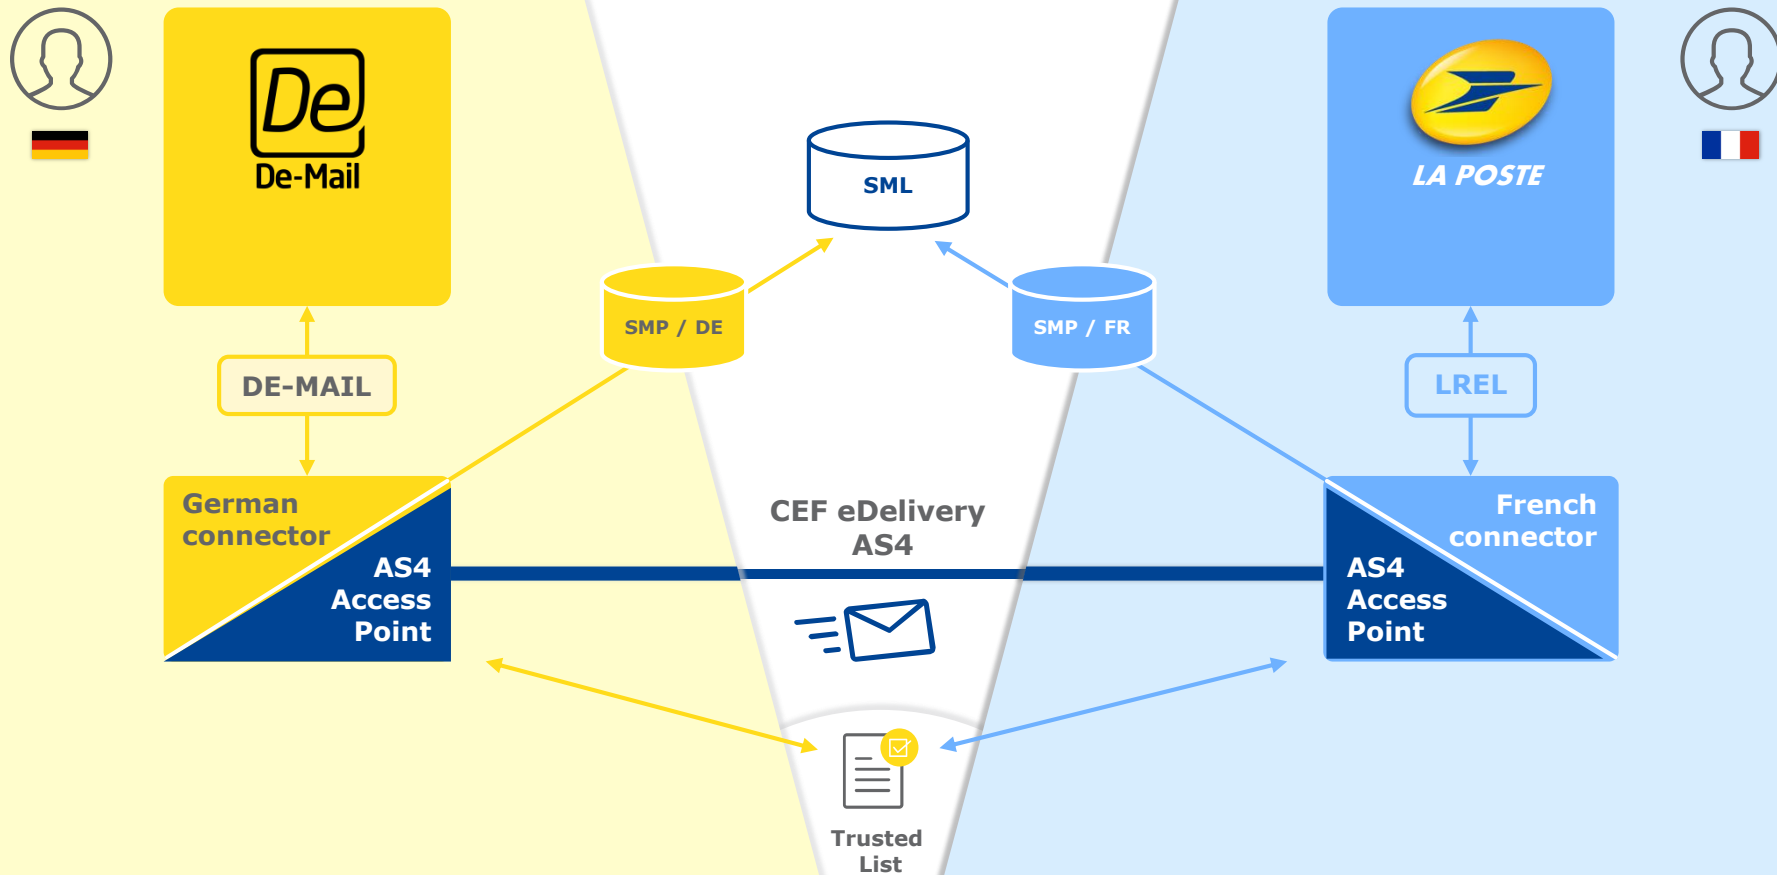 De
De-Mail
LA POSTE
SML
SMP / DE
SMP / FR
DE-MAIL
LREL
German
connector
AS4
Access
Point
CEF eDelivery
AS4
French
connector
AS4
Access
Point
Trusted
List